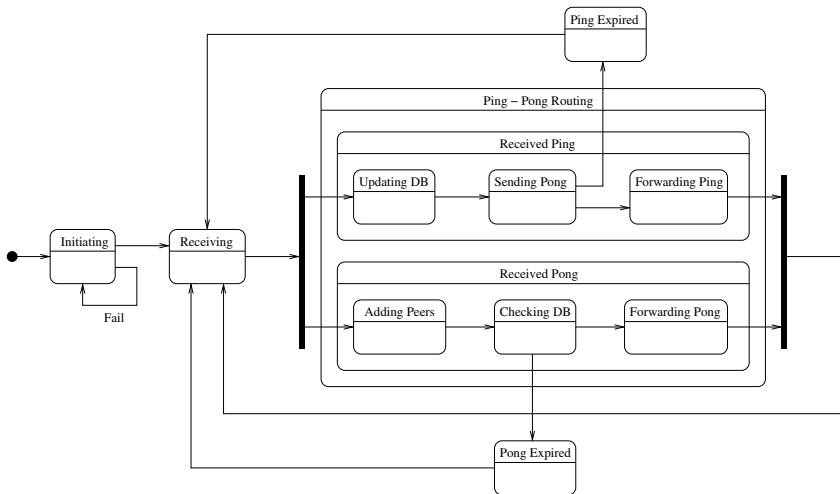 Ping Expired
Ping – Pong Routing
Received Ping
Updating DB
Sending Pong
Forwarding Ping
Initiating
Receiving
Received Pong
Fail
Adding Peers
Checking DB
Forwarding Pong
Pong Expired